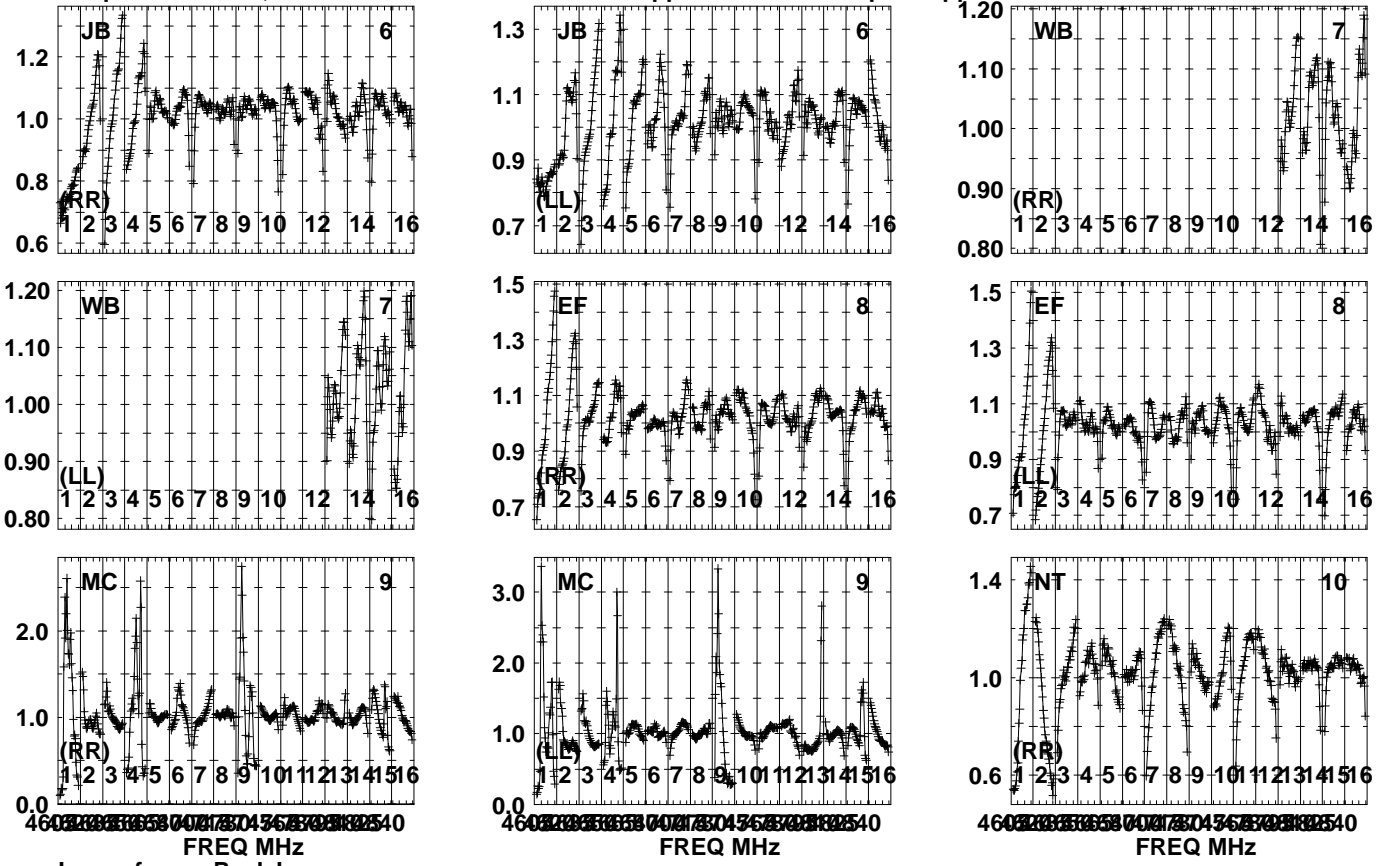 JB 6
1.2
1.0
0.8
0.6
(RR)
1 2 3 4 5 6 7 8 9 10 12 14 16
JB 6
1.3
1.1
0.9
0.7
(LL)
1 2 3 4 5 6 7 8 9 10 12 14 16
WB 7
1.20
1.10
1.00
0.90
0.80
(RR)
1 2 3 4 5 6 7 8 9 10 12 14 16
WB 7
1.20
1.10
1.00
0.90
0.80
(LL)
1 2 3 4 5 6 7 8 9 10 12 14 16
EF 8
1.5
1.3
1.1
0.9
0.7
(RR)
1 2 3 4 5 6 7 8 9 10 12 14 16
EF 8
1.5
1.3
1.1
0.9
0.7
(LL)
1 2 3 4 5 6 7 8 9 10 12 14 16
MC 9
2.0
1.0
0.0
(RR)
1 2 3 4 5 6 7 8 9 10 11 12 13 14 15 16
FREQ MHz
MC 9
3.0
2.0
1.0
0.0
(LL)
1 2 3 4 5 6 7 8 9 10 11 12 13 14 15 16
FREQ MHz
NT 10
1.4
1.0
0.6
(RR)
1 2 3 4 5 6 7 8 9 10 11 12 13 14 15 16
FREQ MHz